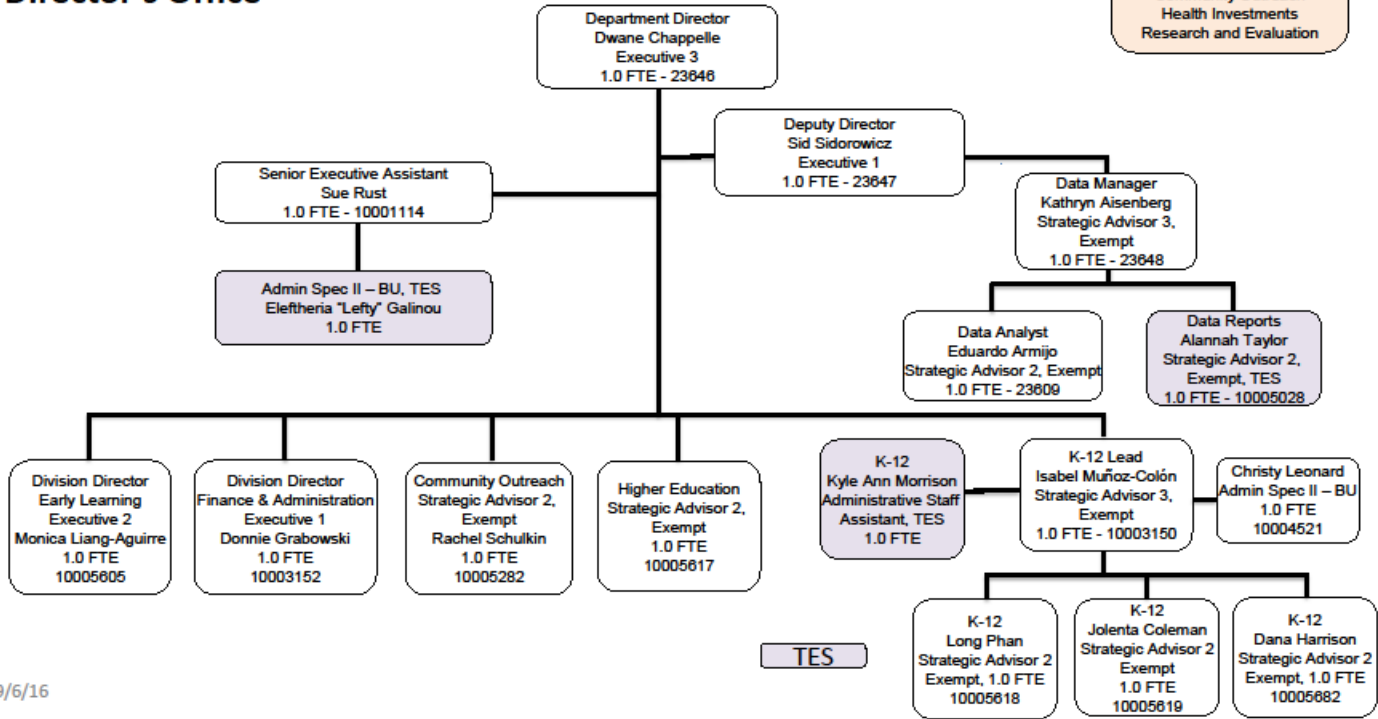 Director's Office
Health Investments
Research and Evaluation
Department Director
Dwane Chappelle
Executive 3
1.0 FTE - 23646
Deputy Director
Sid Sidorowicz
Executive 1
1.0 FTE - 23647
Senior Executive Assistant
Sue Rust
1.0 FTE - 10001114
Data Manager
Kathryn Aisenberg
Strategic Advisor 3,
Exempt
1.0 FTE - 23648
Admin Spec II – BU, TES
Eleftheria "Lefty" Galinou
1.0 FTE
Data Analyst
Eduardo Armijo
Strategic Advisor 2, Exempt
1.0 FTE - 23609
Data Reports
Alannah Taylor
Strategic Advisor 2,
Exempt, TES
1.0 FTE - 10005028
Division Director
Early Learning
Executive 2
Monica Liang-Aguirre
1.0 FTE
10005605
Division Director
Finance & Administration
Executive 1
Donnie Grabowski
1.0 FTE
10003152
Community Outreach
Strategic Advisor 2,
Exempt
Rachel Schulkin
1.0 FTE
10005282
Higher Education
Strategic Advisor 2,
Exempt
1.0 FTE
10005617
K-12
Kyle Ann Morrison
Administrative Staff
Assistant, TES
1.0 FTE
K-12 Lead
Isabel Muñoz-Colón
Strategic Advisor 3,
Exempt
1.0 FTE - 10003150
Christy Leonard
Admin Spec II – BU
1.0 FTE
10004521
K-12
Long Phan
Strategic Advisor 2
Exempt, 1.0 FTE
10005618
K-12
Jolenta Coleman
Strategic Advisor 2
Exempt
1.0 FTE
10005619
K-12
Dana Harrison
Strategic Advisor 2
Exempt, 1.0 FTE
10005682
TES
9/6/16